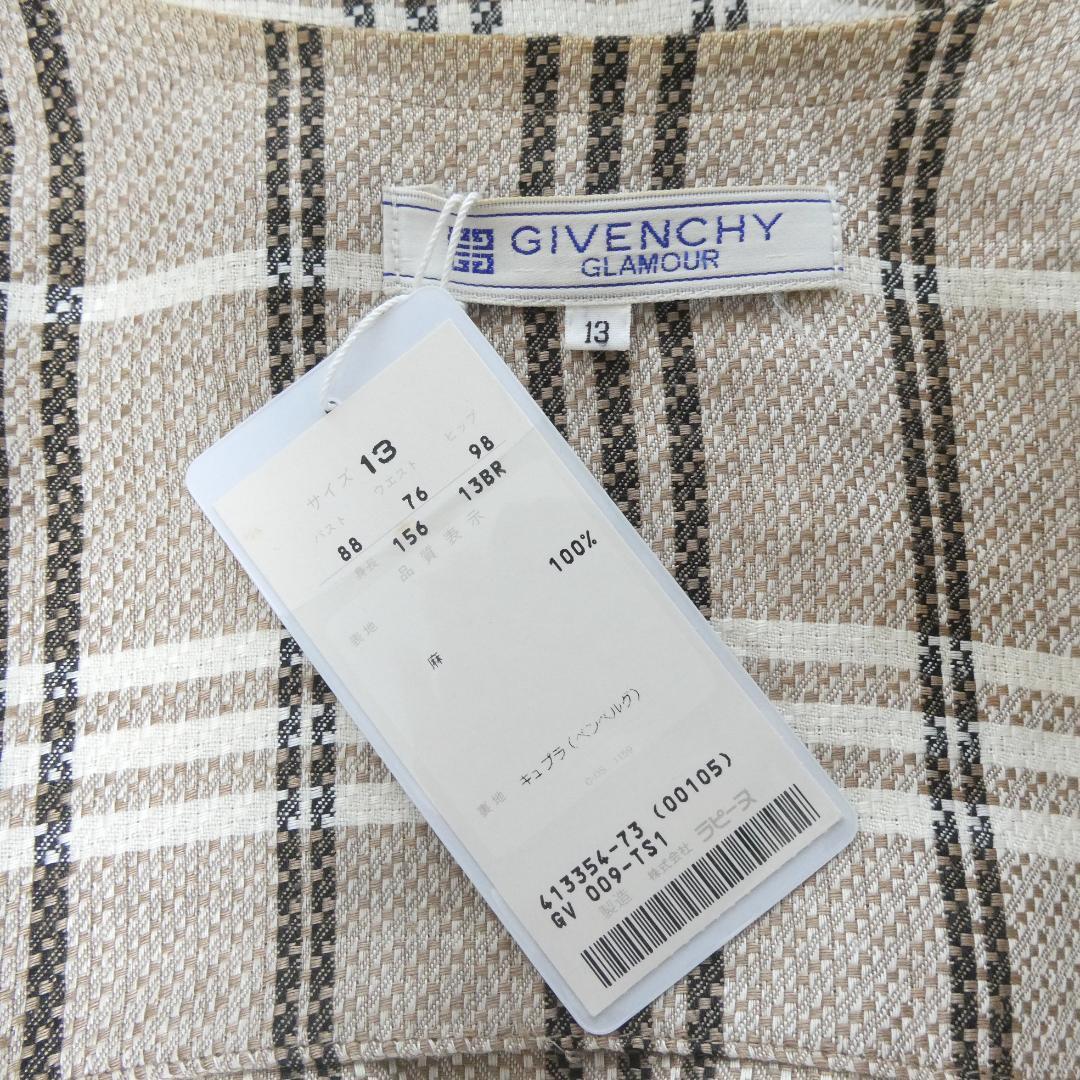 GIVENCHY
GLAMOUR
13
サイズ 13
バスト ウエスト ヒップ
88 76 98
身長 156 13BR
品質表示
表地
麻 100%
裏地 キュプラ(ベンベルグ)
413354-73 (00105)
GV 009-TS1
製造 株式会社 ラピーヌ